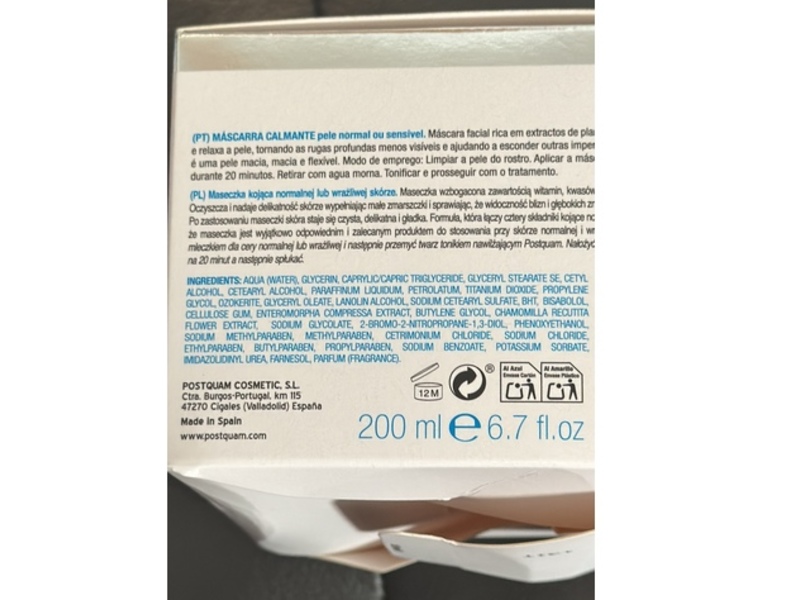 (PT) MÁSCARRA CALMANTE pele normal ou sensível. Máscara facial rica em extractos de pla
e relaxa a pele, tornando as rugas profundas menos visíveis e ajudando a esconder outras imper
é uma pele macia, macia e flexível. Modo de emprego: Limpiar a pele do rostro. Aplicar a más
durante 20 minutos. Retirar com agua morna. Tonificar e prosseguir com o tratamento.
(PL) Maseczka kojąca normalnej lub wrażliwej skórze. Maseczka wzbogacona zawartością witamin, kwasów
Oczyszcza i nadaje delikatność skórze wypełniając małe zmarszczki i sprawiając, że widoczność blizn i głębokich zr
Po zastosowaniu maseczki skóra staje się czysta, delikatna i gładka. Formuła, która łączy cztery składniki kojące no
że maseczka jest wyjątkowo odpowiednim i zalecanym produktem do stosowania przy skórze normalnej i wr
mleczkiem dla cery normalnej lub wrażliwej i następnie przemyć twarz tonikiem nawilżającym Postquam. Nałożyć
na 20 minut a następnie spłukać.
INGREDIENTS: AQUA (WATER), GLYCERIN, CAPRYLIC/CAPRIC TRIGLYCERIDE, GLYCERYL STEARATE SE, CETYL
ALCOHOL, CETEARYL ALCOHOL, PARAFFINUM LIQUIDUM, PETROLATUM, TITANIUM DIOXIDE, PROPYLENE
GLYCOL, OZOKERITE, GLYCERYL OLEATE, LANOLIN ALCOHOL, SODIUM CETEARYL SULFATE, BHT, BISABOLOL,
CELLULOSE GUM, ENTEROMORPHA COMPRESSA EXTRACT, BUTYLENE GLYCOL, CHAMOMILLA RECUTITA
FLOWER EXTRACT, SODIUM GLYCOLATE, 2-BROMO-2-NITROPROPANE-1,3-DIOL, PHENOXYETHANOL,
SODIUM METHYLPARABEN, METHYLPARABEN, CETRIMONIUM CHLORIDE, SODIUM CHLORIDE,
ETHYLPARABEN, BUTYLPARABEN, PROPYLPARABEN, SODIUM BENZOATE, POTASSIUM SORBATE,
IMIDAZOLIDINYL UREA, FARNESOL, PARFUM (FRAGRANCE).
POSTQUAM COSMETIC, S.L.
Ctra. Burgos-Portugal, km 115
47270 Cigales (Valladolid) España
Made in Spain
www.postquam.com
12 M
®
Al Azul
Envase Cartón
Al Amarillo
Envase Plástico
200 ml e 6.7 fl.oz